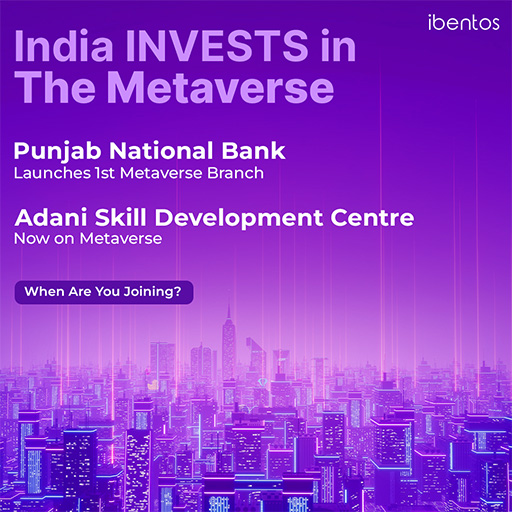 ibentos
India INVESTS in
The Metaverse
Punjab National Bank
Launches 1st Metaverse Branch
Adani Skill Development Centre
Now on Metaverse
When Are You Joining?